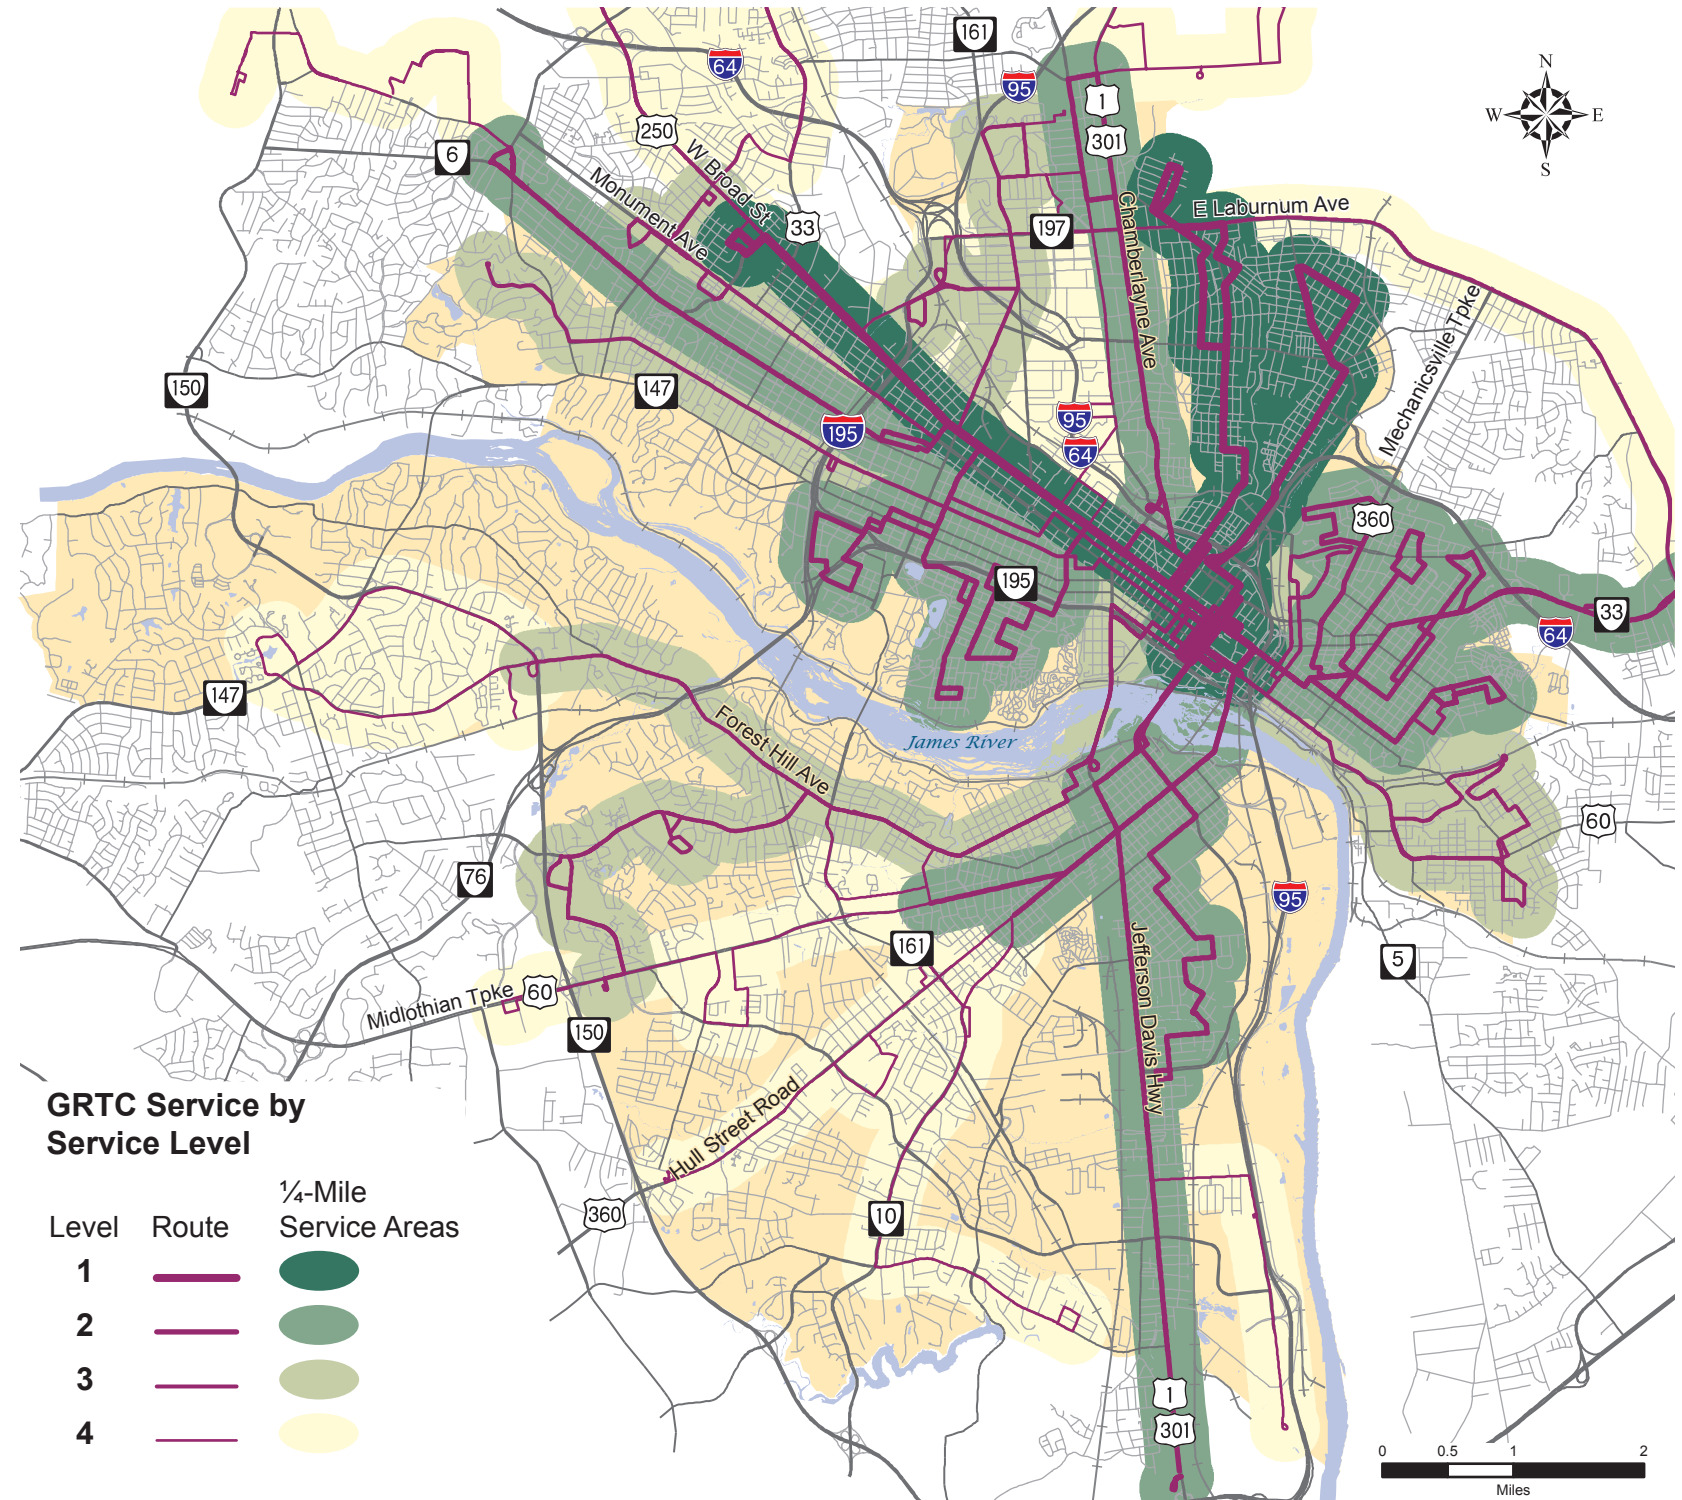 161
64
95
N
1
W
E
250
301
S
6
W Broad St
Monument Ave
E Laburnum Ave
33
197
Chamberlayne Ave
Mechanicsville Tpke
150
147
95
195
64
360
195
33
64
147
Forest Hill Ave
James River
60
76
95
161
5
Jefferson Davis Hwy
Midlothian Tpke
60
150
GRTC Service by
Service Level
Hull Street Road
¼-Mile
Level Route Service Areas
360
10
1
2
3
4
1
301
0 0.5 1 2
Miles